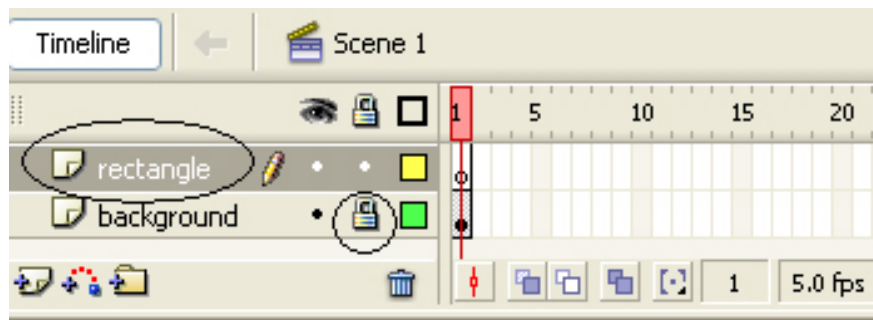 Timeline Scene 1
1 5 10 15 20
rectangle
background
1 5.0 fps